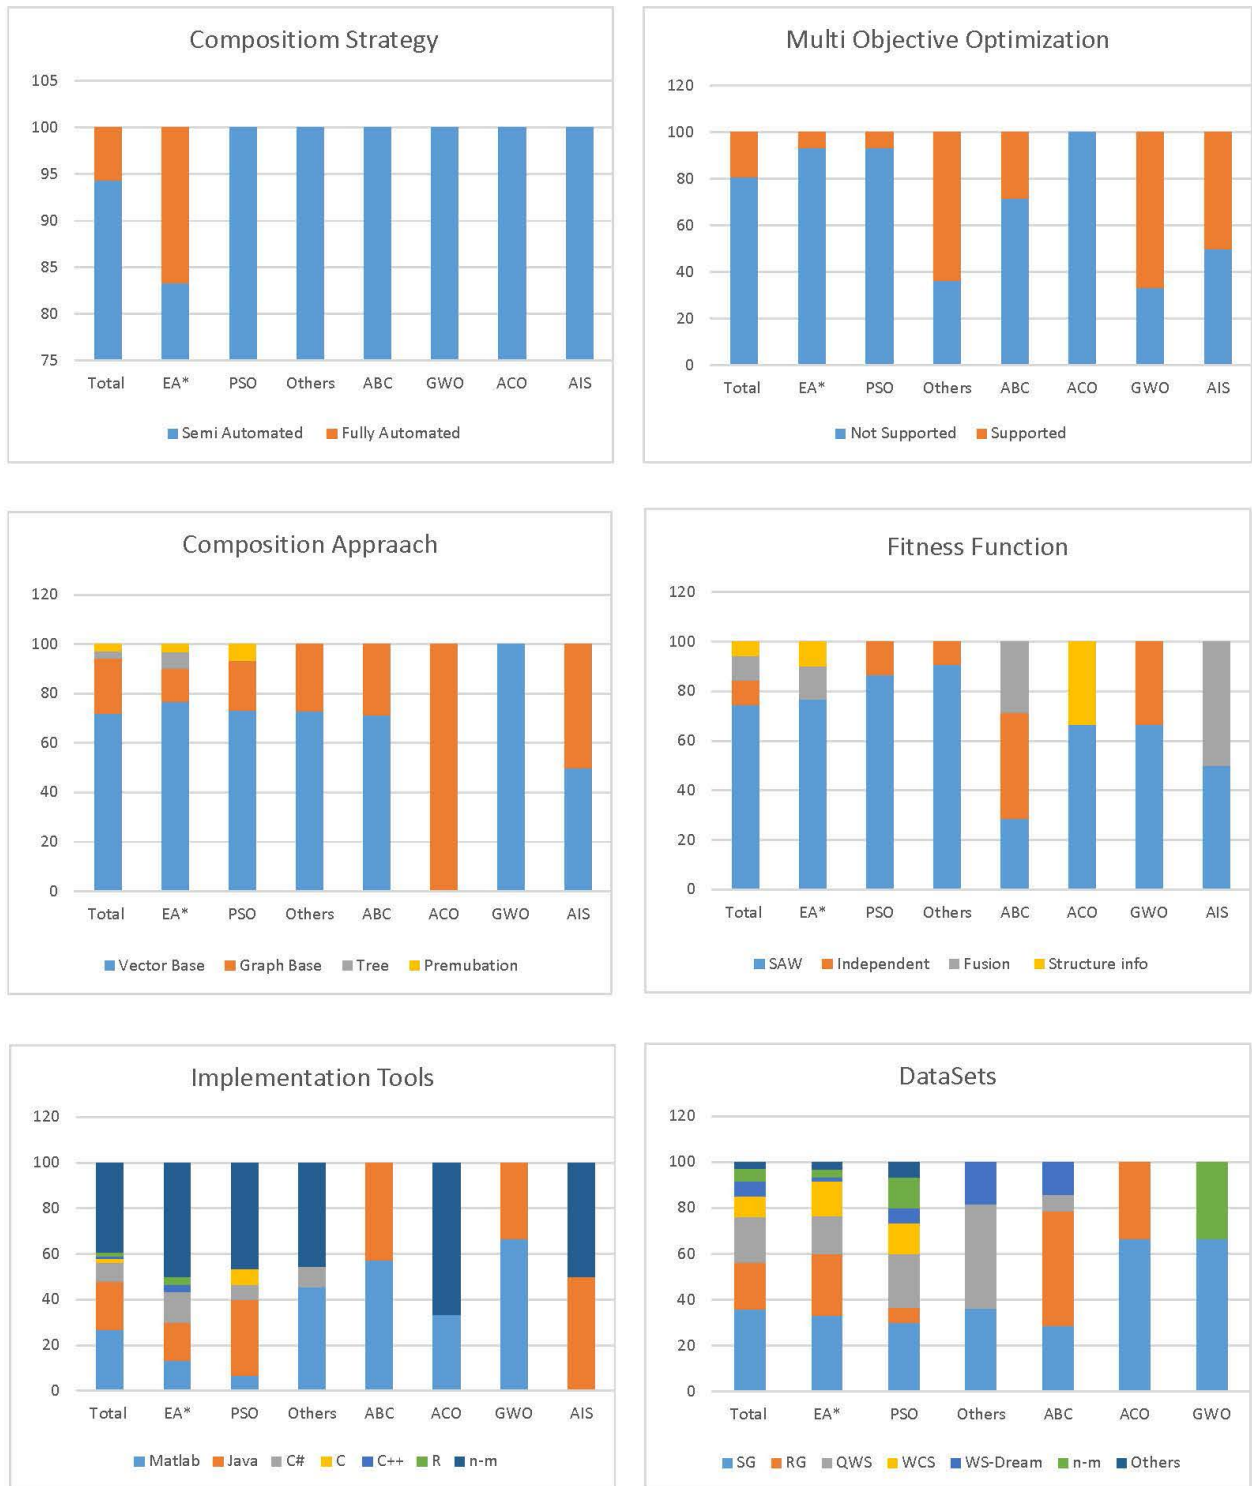 Compositiom Strategy
105
100
95
90
85
80
75
Total EA* PSO Others ABC GWO ACO AIS
Semi Automated Fully Automated
Multi Objective Optimization
120
100
80
60
40
20
0
Total EA* PSO Others ABC ACO GWO AIS
Not Supported Supported
Composition Appraach
120
100
80
60
40
20
0
Total EA* PSO Others ABC ACO GWO AIS
Vector Base Graph Base Tree Premubation
Fitness Function
120
100
80
60
40
20
0
Total EA* PSO Others ABC ACO GWO AIS
SAW Independent Fusion Structure info
Implementation Tools
120
100
80
60
40
20
0
Total EA* PSO Others ABC ACO GWO AIS
Matlab Java C# C C++ R n-m
DataSets
120
100
80
60
40
20
0
Total EA* PSO Others ABC ACO GWO
SG RG QWS WCS WS-Dream n-m Others